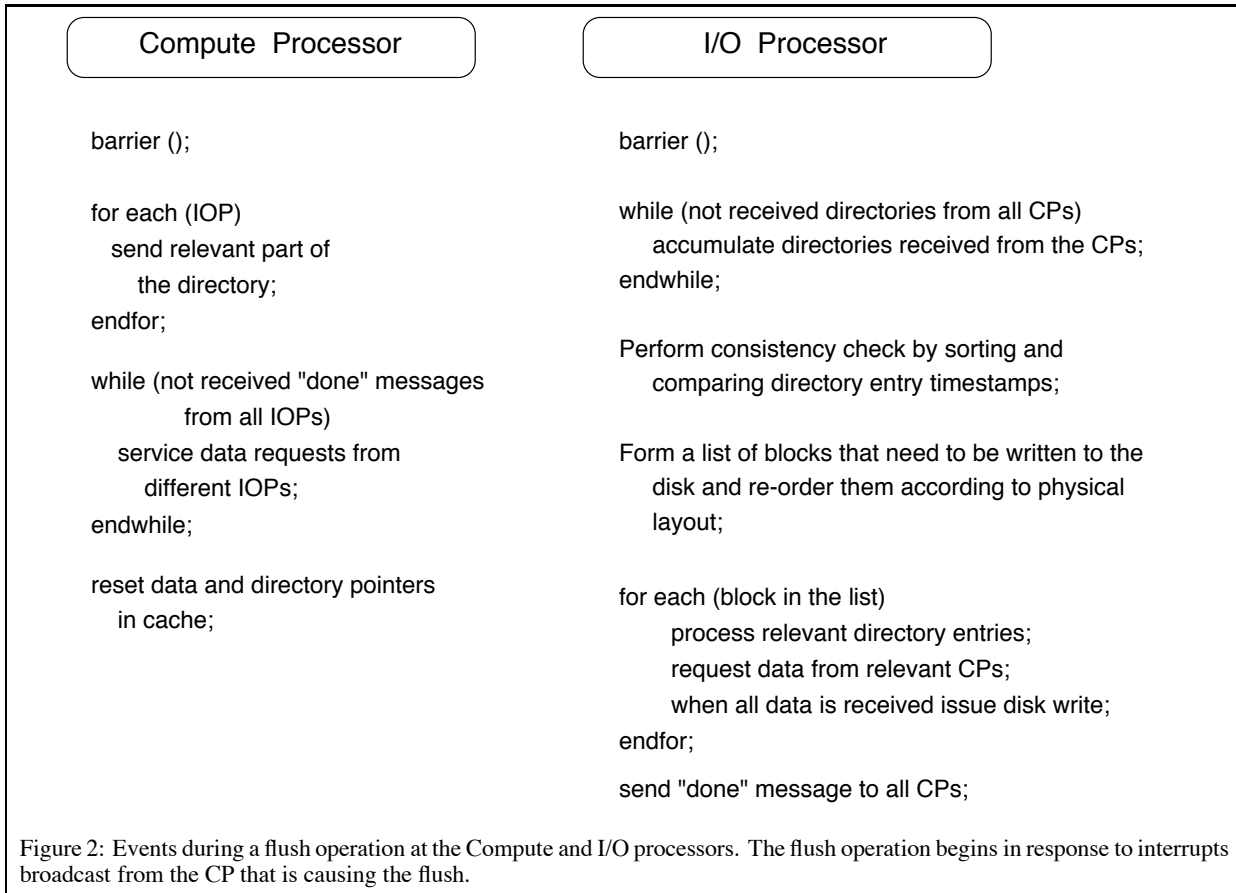 Compute Processor
barrier ();
for each (IOP)
send relevant part of
the directory;
endfor;
while (not received "done" messages
from all IOPs)
service data requests from
different IOPs;
endwhile;
reset data and directory pointers
in cache;
I/O Processor
barrier ();
while (not received directories from all CPs)
accumulate directories received from the CPs;
endwhile;
Perform consistency check by sorting and
comparing directory entry timestamps;
Form a list of blocks that need to be written to the
disk and re-order them according to physical
layout;
for each (block in the list)
process relevant directory entries;
request data from relevant CPs;
when all data is received issue disk write;
endfor;
send "done" message to all CPs;
Figure 2: Events during a flush operation at the Compute and I/O processors. The flush operation begins in response to interrupts
broadcast from the CP that is causing the flush.